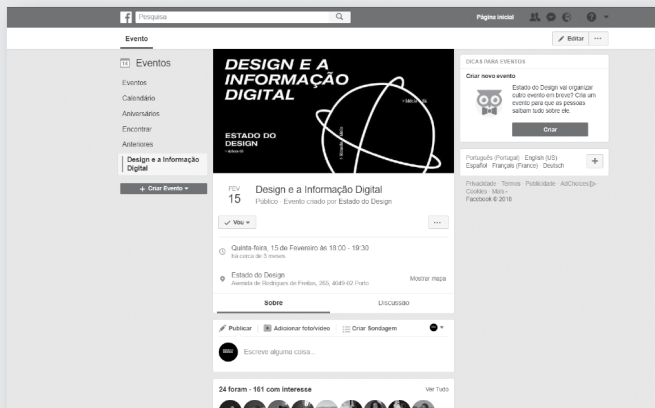 Pesquisa
Página inicial
Evento
Editar
Eventos
Eventos
Calendário
Aniversários
Encontrar
Anteriores
Design e a Informação
Digital
+ Criar Evento
DESIGN E A
INFORMAÇÃO
DIGITAL
ESTADO DO
DESIGN
FEV
15
Design e a Informação Digital
Público · Evento criado por Estado do Design
Vou
Quinta-feira, 15 de Fevereiro às 18:00 - 19:30
há cerca de 3 meses
Estado do Design
Avenida de Rodrigues de Freitas, 265, 4049-02 Porto
Mostrar mapa
Sobre
Discussão
Publicar
Adicionar foto/vídeo
Criar Sondagem
Escreve alguma coisa...
24 foram · 161 com interesse
Ver Tudo
DICAS PARA EVENTOS
Criar novo evento
Estado do Design vai organizar
outro evento em breve? Cria um
evento para que as pessoas
saibam tudo sobre ele.
Criar
Português (Portugal) · English (US) ·
Español · Français (France) · Deutsch
Privacidade · Termos · Publicidade · AdChoices
Cookies · Mais
Facebook © 2018